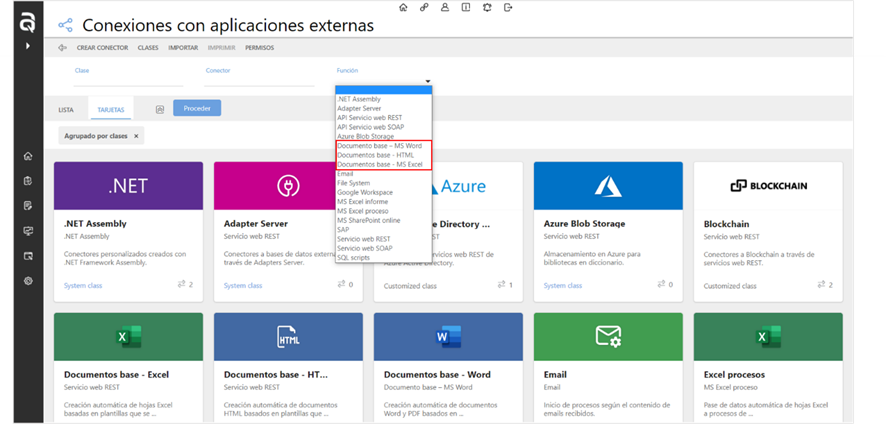 Conexiones con aplicaciones externas
CREAR CONECTOR CLASES IMPORTAR IMPRIMIR PERMISOS
Clase Conector Función
LISTA TARJETAS Proceder
Agrupado por clases ×
.NET Assembly
Adapter Server
API Servicio web REST
API Servicio web SOAP
Azure Blob Storage
Documento base – MS Word
Documentos base - HTML
Documentos base - MS Excel
Email
File System
Google Workspace
MS Excel informe
MS Excel proceso
MS SharePoint online
SAP
Servicio web REST
Servicio web SOAP
SQL scripts
.NET
.NET Assembly
.NET Assembly
Conectores personalizados creados con
.NET Framework Assembly.
System class 2
Adapter Server
Servicio web REST
Conectores a bases de datos extern
través de Adapters Server.
System class 0
Azure
e Directory ...
ST
rvicios web REST de
Azure Active Directory.
Customized class 1
Azure Blob Storage
Servicio web REST
Almacenamiento en Azure para
bibliotecas en diccionario.
System class 0
BLOCKCHAIN
Blockchain
Servicio web REST
Conectores a Blockchain a través de
servicios web REST.
Customized class 2
X
Documentos base - Excel
Servicio web REST
Creación automática de hojas Excel
basadas en plantillas que se ...
HTML
Documentos base - HT...
Servicio web REST
Creación automática de documentos
HTML basados en plantillas que ...
W
Documentos base - Word
Documento base – MS Word
Creación automática de documentos
Word y PDF basados en ...
Email
Email
Inicio de procesos según el contenido de
emails recibidos.
X
Excel procesos
MS Excel proceso
Pase de datos automática de hojas Excel
a procesos de ...